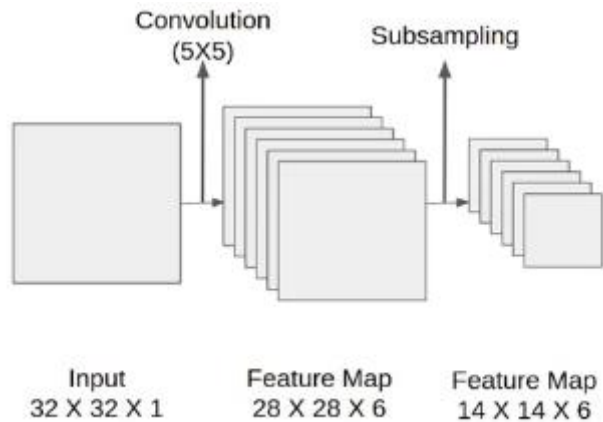 Convolution
(5X5)
Subsampling
Input
32 X 32 X 1
Feature Map
28 X 28 X 6
Feature Map
14 X 14 X 6